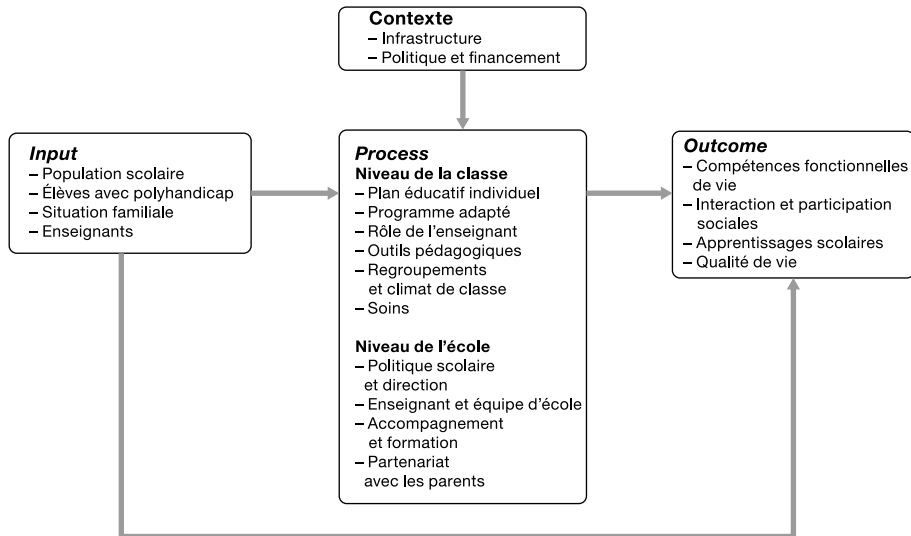 Contexte
– Infrastructure
– Politique et financement
Input
– Population scolaire
– Élèves avec polyhandicap
– Situation familiale
– Enseignants
Process
Niveau de la classe
– Plan éducatif individuel
– Programme adapté
– Rôle de l’enseignant
– Outils pédagogiques
– Regroupements
et climat de classe
– Soins
Niveau de l’école
– Politique scolaire
et direction
– Enseignant et équipe d’école
– Accompagnement
et formation
– Partenariat
avec les parents
Outcome
– Compétences fonctionnelles
de vie
– Interaction et participation
sociales
– Apprentissages scolaires
– Qualité de vie